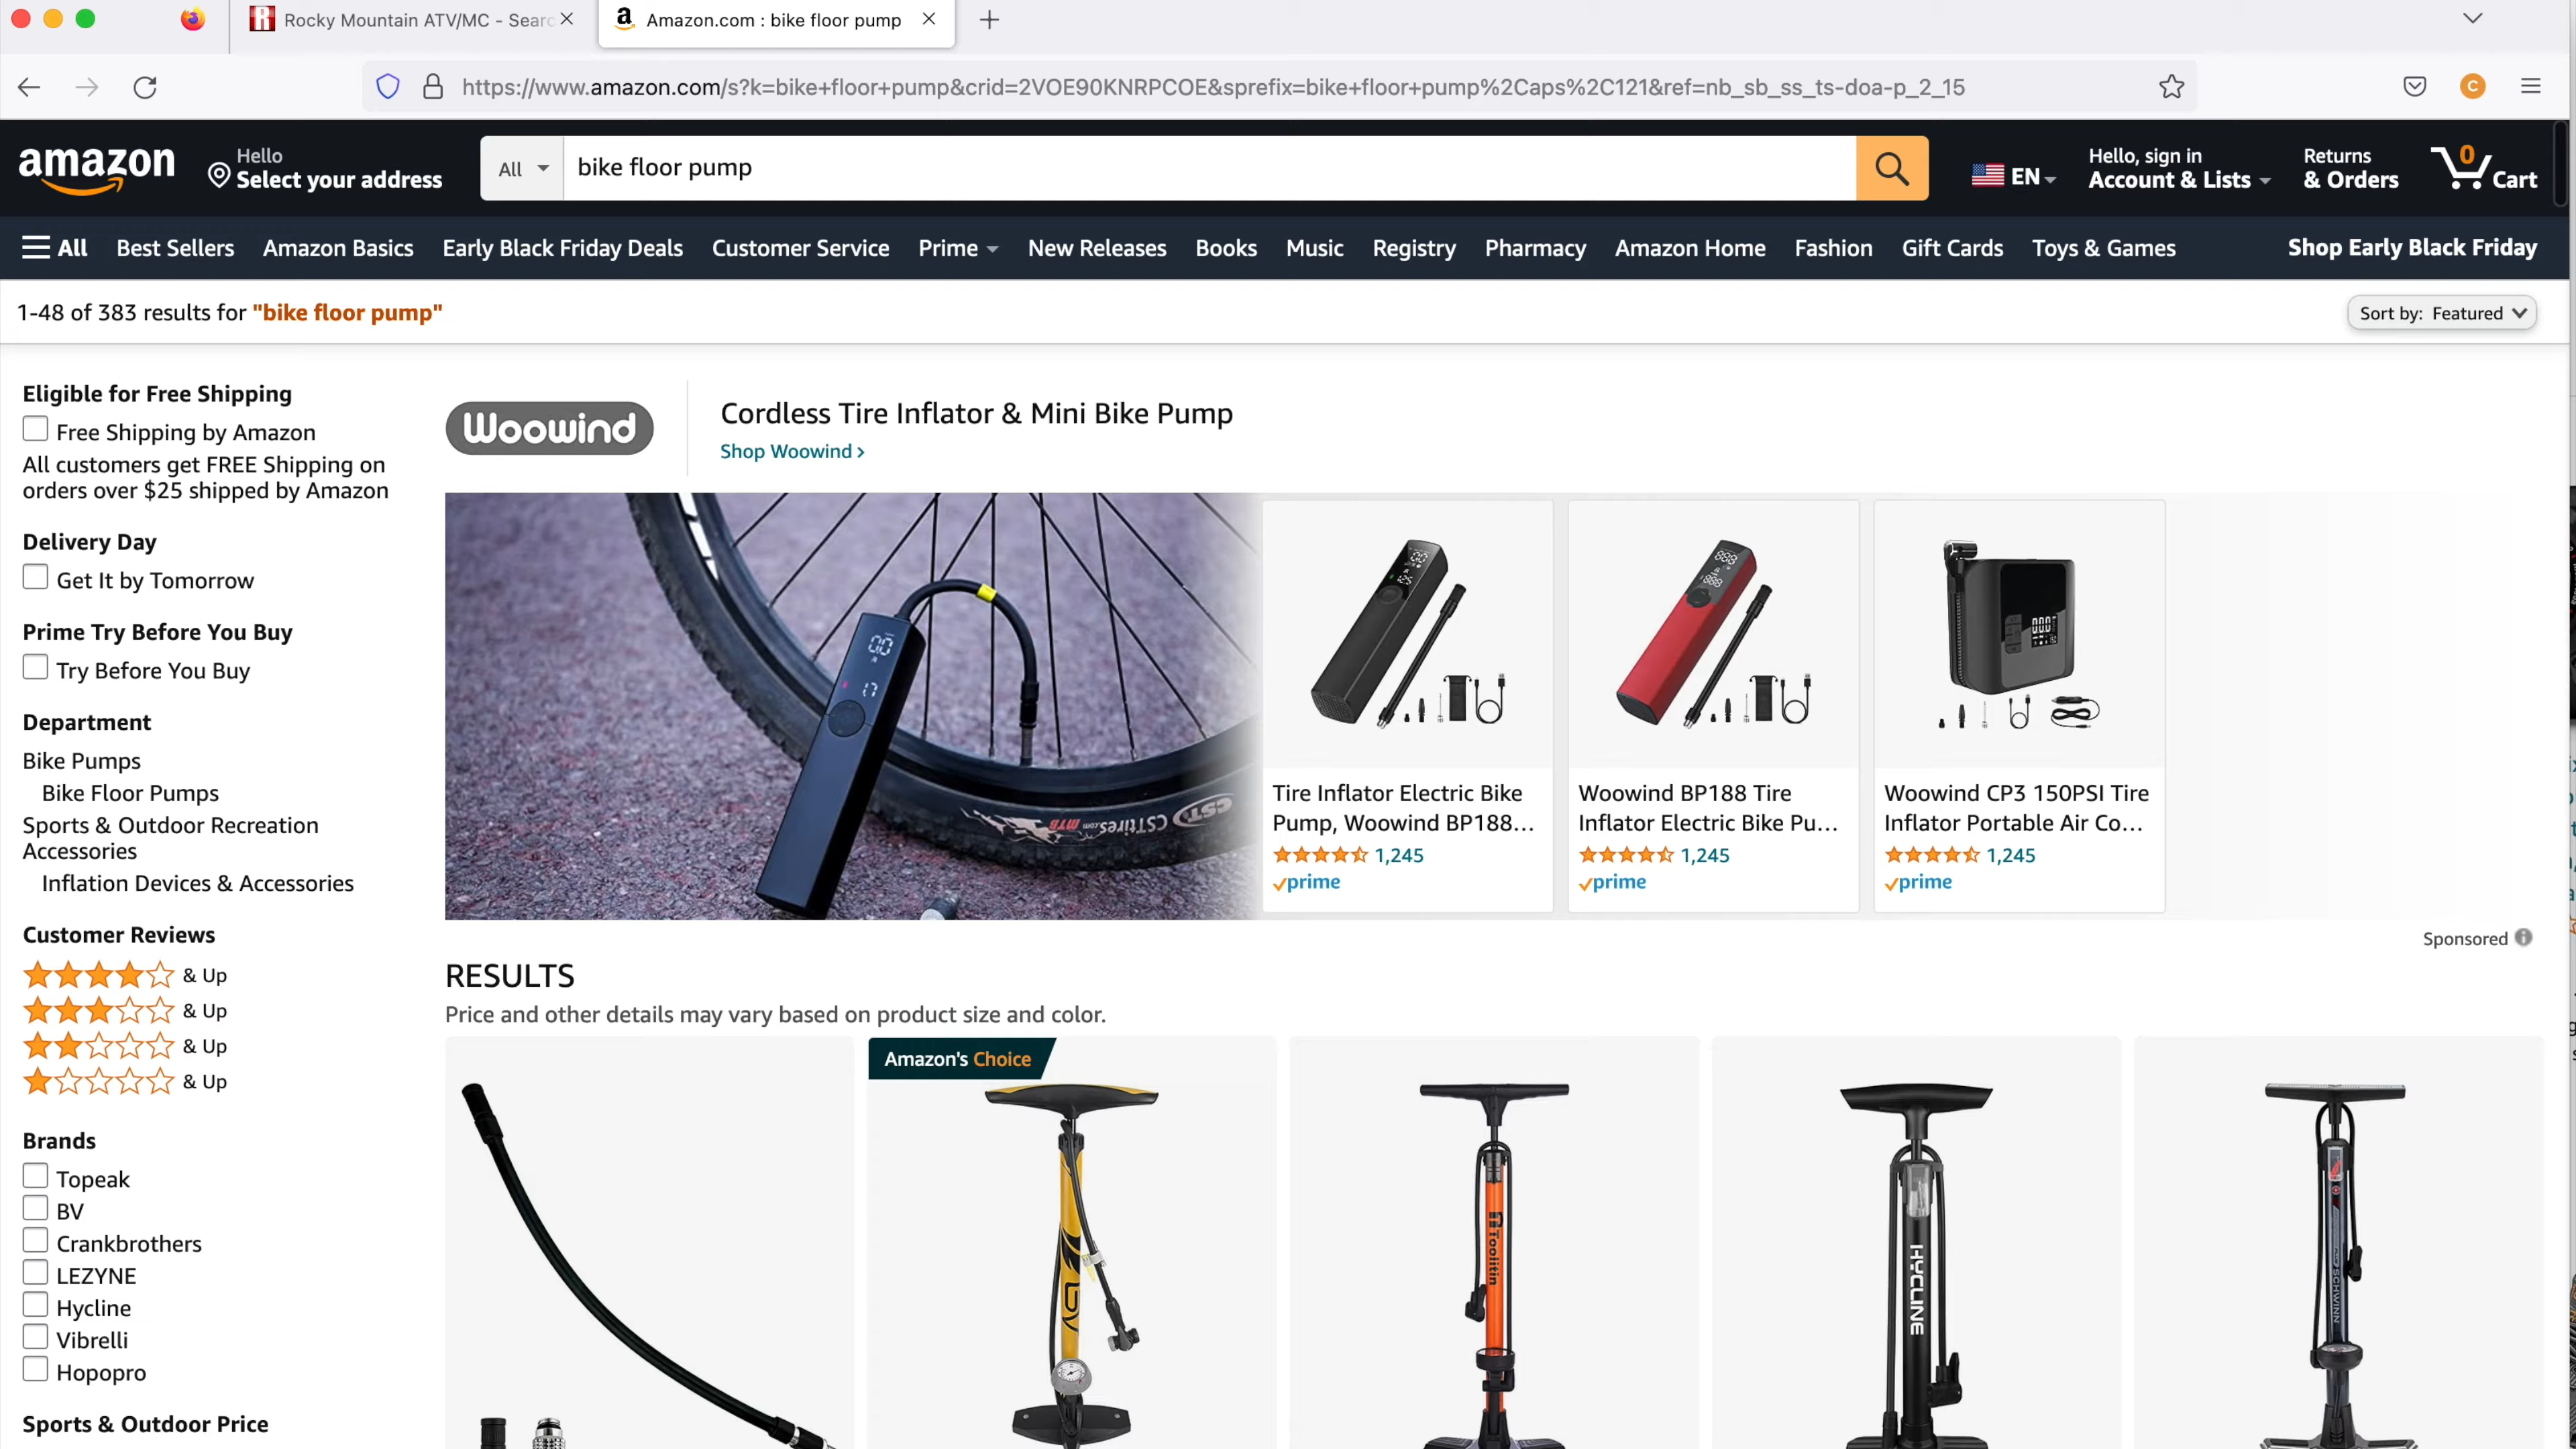 Rocky Mountain ATV/MC - Searc
Amazon.com : bike floor pump
https://www.amazon.com/s?k=bike+floor+pump&crid=2VOE90KNRPCOE&sprefix=bike+floor+pump%2Caps%2C121&ref=nb_sb_ss_ts-doa-p_2_15
C
amazon
Hello
Select your address
All
bike floor pump
EN
Hello, sign in
Account & Lists
Returns
& Orders
0
Cart
All
Best Sellers
Amazon Basics
Early Black Friday Deals
Customer Service
Prime
New Releases
Books
Music
Registry
Pharmacy
Amazon Home
Fashion
Gift Cards
Toys & Games
Shop Early Black Friday
1-48 of 383 results for "bike floor pump"
Sort by: Featured
Eligible for Free Shipping
Free Shipping by Amazon
All customers get FREE Shipping on
orders over $25 shipped by Amazon
Delivery Day
Get It by Tomorrow
Prime Try Before You Buy
Try Before You Buy
Department
Bike Pumps
Bike Floor Pumps
Sports & Outdoor Recreation
Accessories
Inflation Devices & Accessories
Customer Reviews
& Up
& Up
& Up
& Up
Brands
Topeak
BV
Crankbrothers
LEZYNE
Hycline
Vibrelli
Hopopro
Sports & Outdoor Price
Woowind
Cordless Tire Inflator & Mini Bike Pump
Shop Woowind ›
CST
CSTtires.com MTB
Tire Inflator Electric Bike
Pump, Woowind BP188...
1,245
prime
Woowind BP188 Tire
Inflator Electric Bike Pu...
1,245
prime
Woowind CP3 150PSI Tire
Inflator Portable Air Co...
1,245
prime
Sponsored
RESULTS
Price and other details may vary based on product size and color.
Amazon's Choice
bv
Toolitin
HYCLINE
SCHWINN